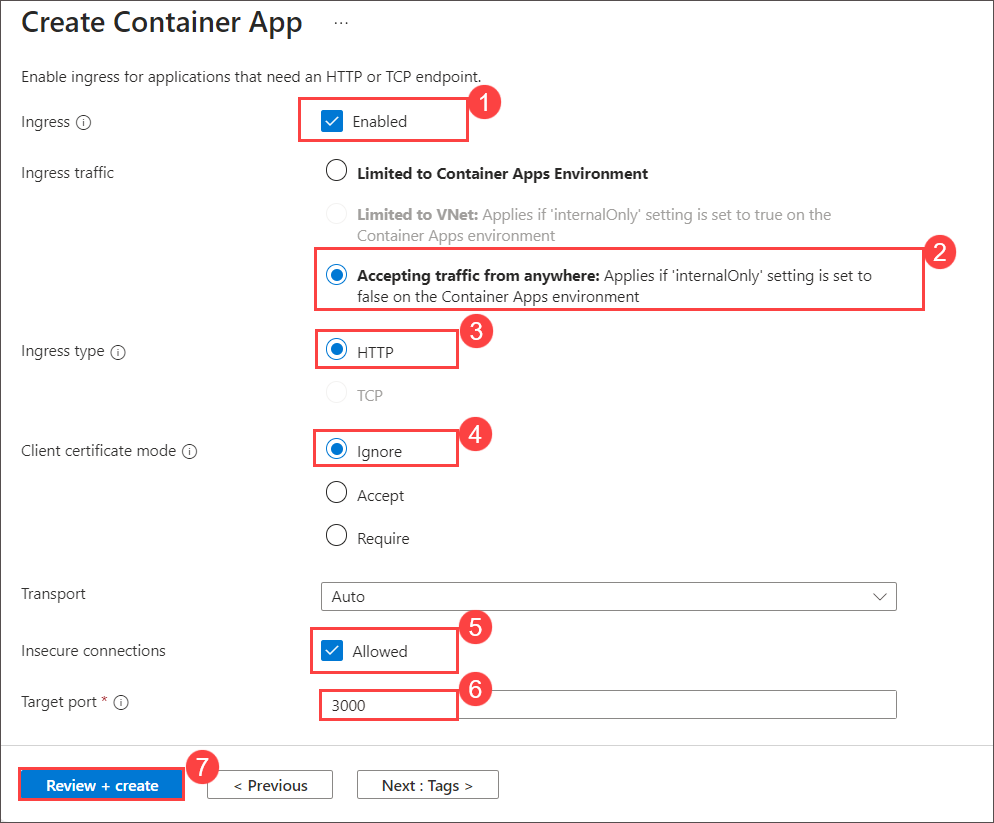 Create Container App ...
Enable ingress for applications that need an HTTP or TCP endpoint.
Ingress
Enabled
1
Ingress traffic
Limited to Container Apps Environment
Limited to VNet: Applies if 'internalOnly' setting is set to true on the
Container Apps environment
2
Accepting traffic from anywhere: Applies if 'internalOnly' setting is set to
false on the Container Apps environment
3
Ingress type
HTTP
TCP
4
Client certificate mode
Ignore
Accept
Require
Transport
Auto
5
Insecure connections
Allowed
6
Target port *
3000
7
Review + create
< Previous
Next : Tags >